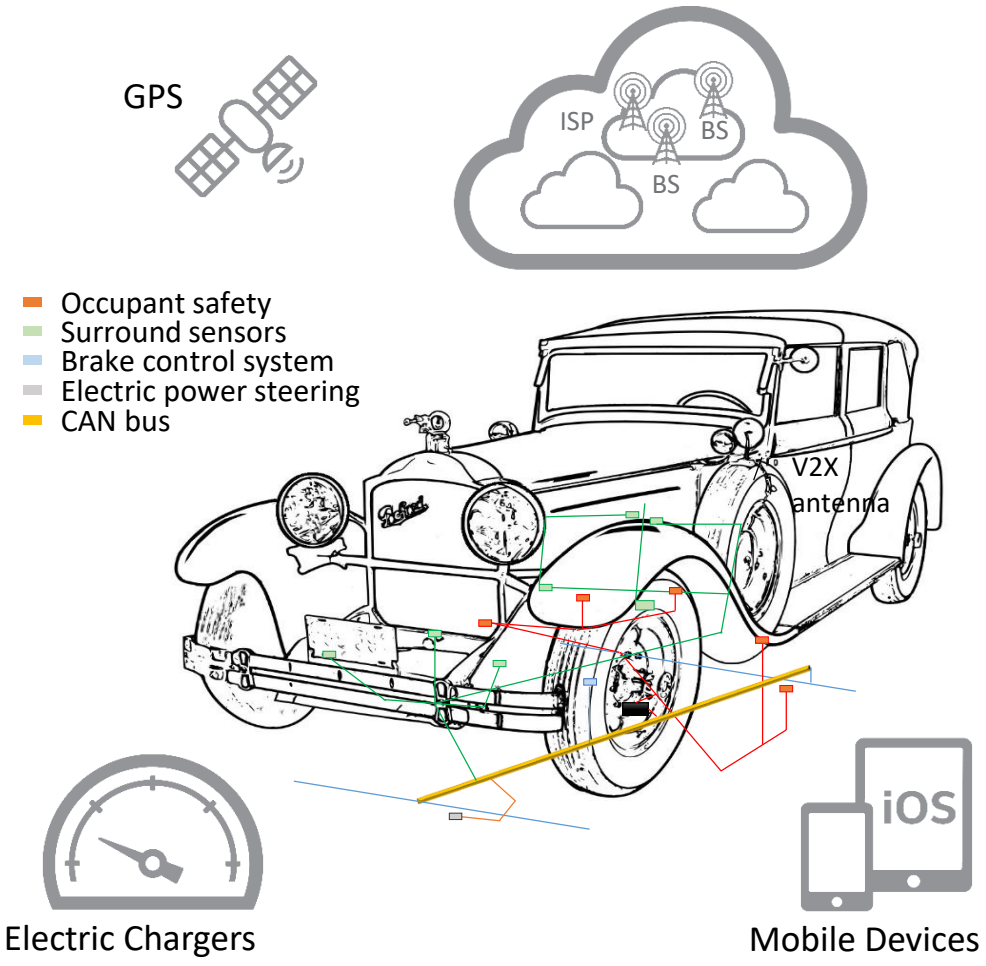 GPS
ISP
BS
BS
Occupant safety
Surround sensors
Brake control system
Electric power steering
CAN bus
V2X
antenna
iOS
Electric Chargers
Mobile Devices